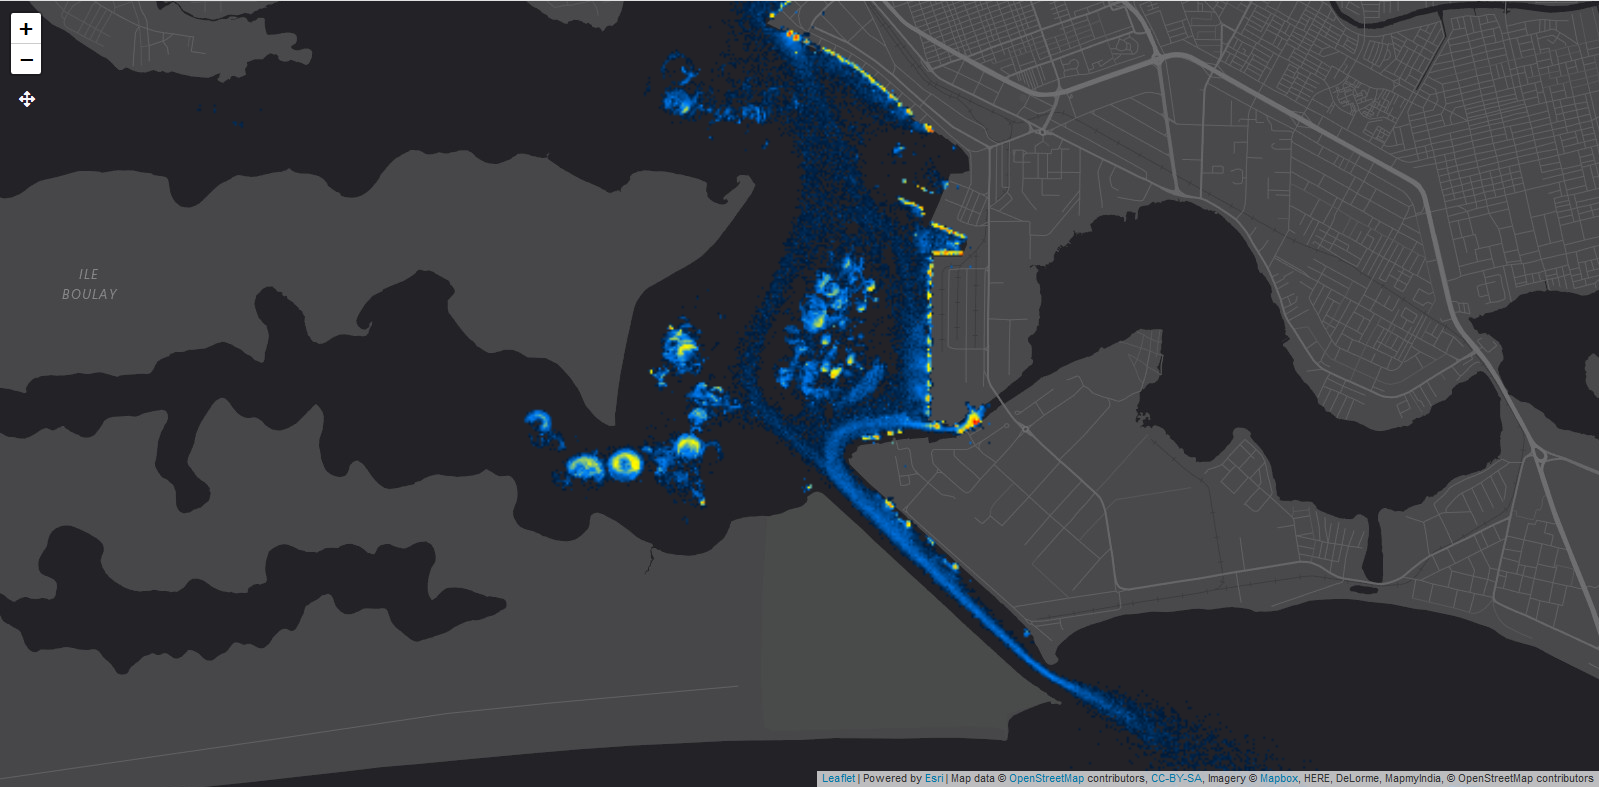 +
−
ILE
BOULAY
Leaflet | Powered by Esri | Map data © OpenStreetMap contributors, CC-BY-SA, Imagery © Mapbox, HERE, DeLorme, MapmyIndia, © OpenStreetMap contributors